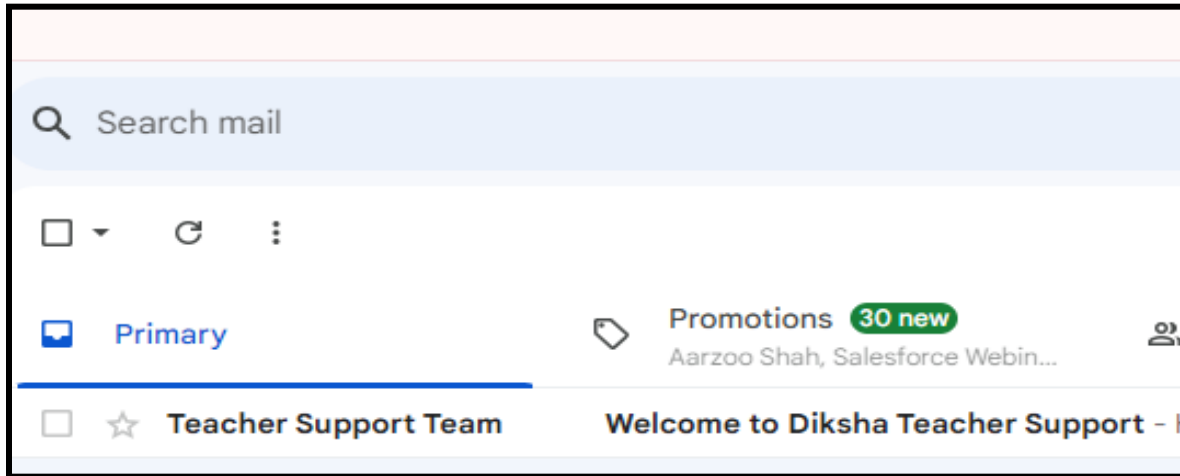 Search mail
Primary
Promotions 30 new
Aarzoo Shah, Salesforce Webin...
Teacher Support Team Welcome to Diksha Teacher Support -